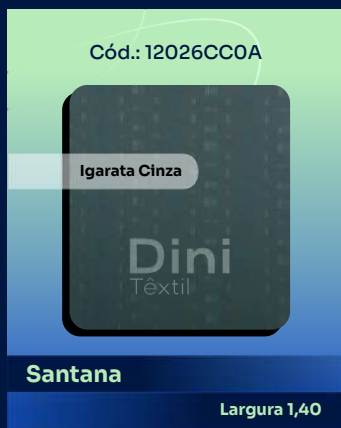 Cód.: 12026CC0A
Igarata Cinza
Dini
Têxtil
Santana
Largura 1,40